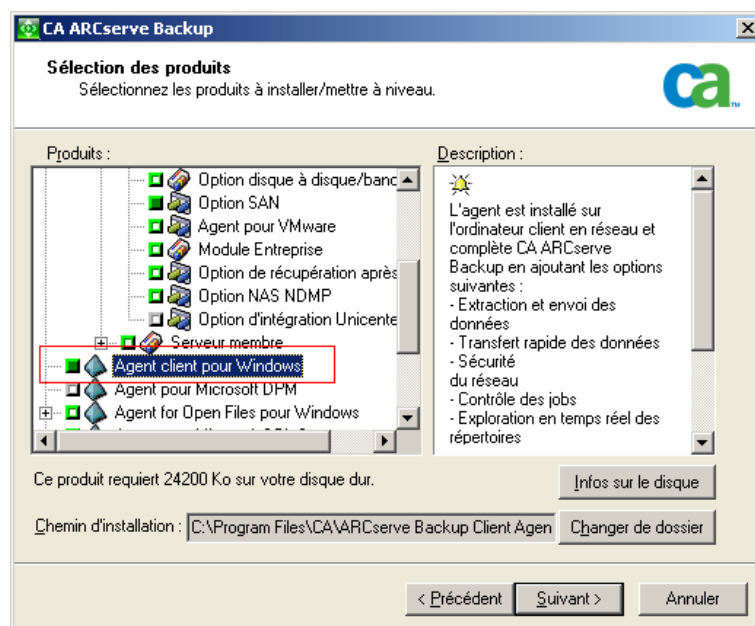 CA ARCserve Backup
Sélection des produits
Sélectionnez les produits à installer/mettre à niveau.
ca
Produits :
Option disque à disque/banc
Option SAN
Agent pour VMware
Module Entreprise
Option de récupération après
Option NAS NDMP
Option d'intégration Unicente
Serveur membre
Agent client pour Windows
Agent pour Microsoft DPM
Agent for Open Files pour Windows
Description :
L'agent est installé sur
l'ordinateur client en réseau et
complète CA ARCserve
Backup en ajoutant les options
suivantes :
- Extraction et envoi des
données
- Transfert rapide des données
- Sécurité
du réseau
- Contrôle des jobs
- Exploration en temps réel des
répertoires
Ce produit requiert 24200 Ko sur votre disque dur.
Infos sur le disque
Chemin d'installation : C:\Program Files\CA\ARCserve Backup Client Agen
Changer de dossier
< Précédent
Suivant >
Annuler